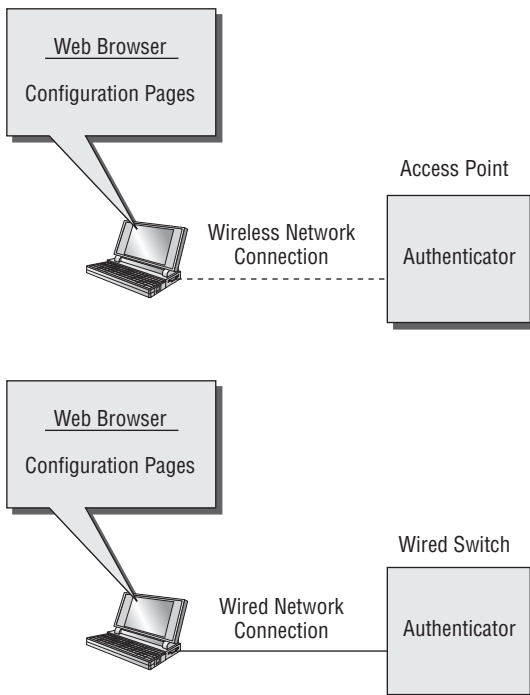 Web Browser
Configuration Pages
Access Point
Wireless Network
Connection
Authenticator
Web Browser
Configuration Pages
Wired Switch
Wired Network
Connection
Authenticator